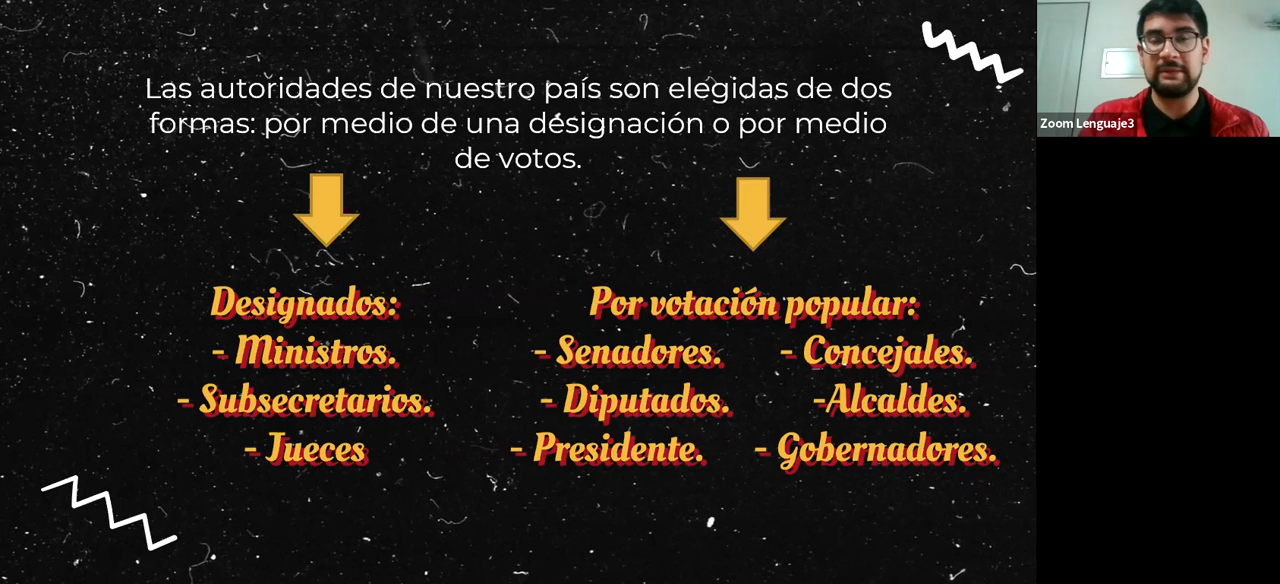 Las autoridades de nuestro país son elegidas de dos
formas: por medio de una designación o por medio
de votos.
Designados:
- Ministros.
- Subsecretarios.
- Jueces
Por votación popular:
- Senadores.
- Diputados.
- Presidente.
- Concejales.
-Alcaldes.
- Gobernadores.
Zoom Lenguaje3